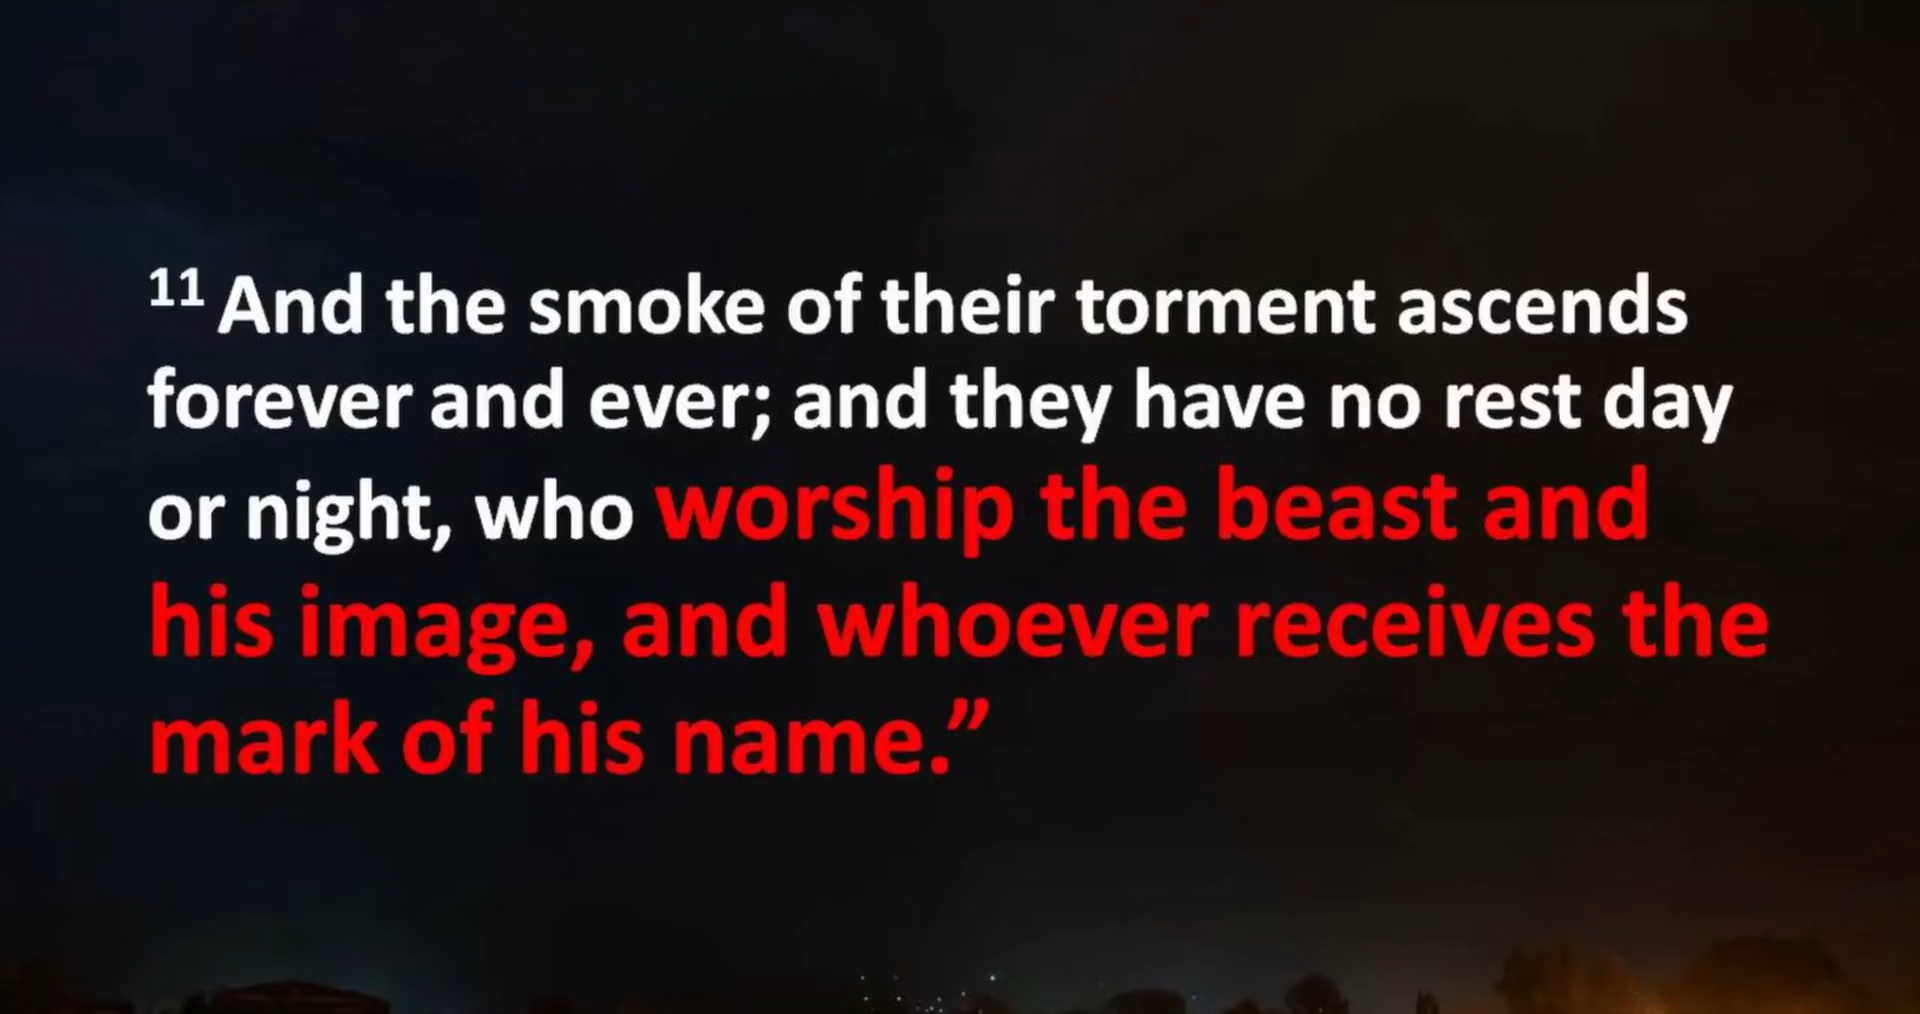 11 And the smoke of their torment ascends
forever and ever; and they have no rest day
or night, who worship the beast and
his image, and whoever receives the
mark of his name.”